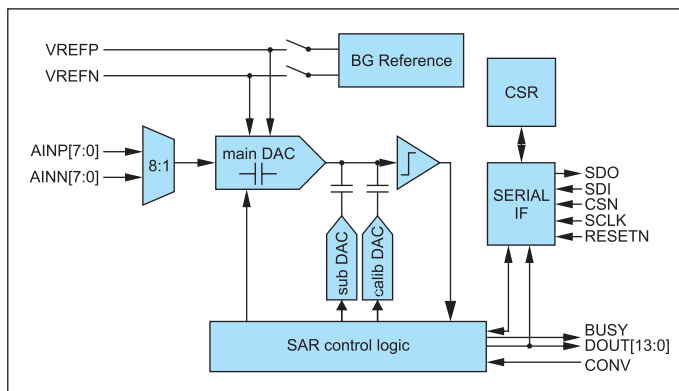 VREFP
VREFN
BG Reference
CSR
AINP[7:0]
AINN[7:0]
8:1
main DAC
SERIAL
IF
SDO
SDI
CSN
SCLK
RESETN
sub DAC
calib DAC
SAR control logic
BUSY
DOUT[13:0]
CONV